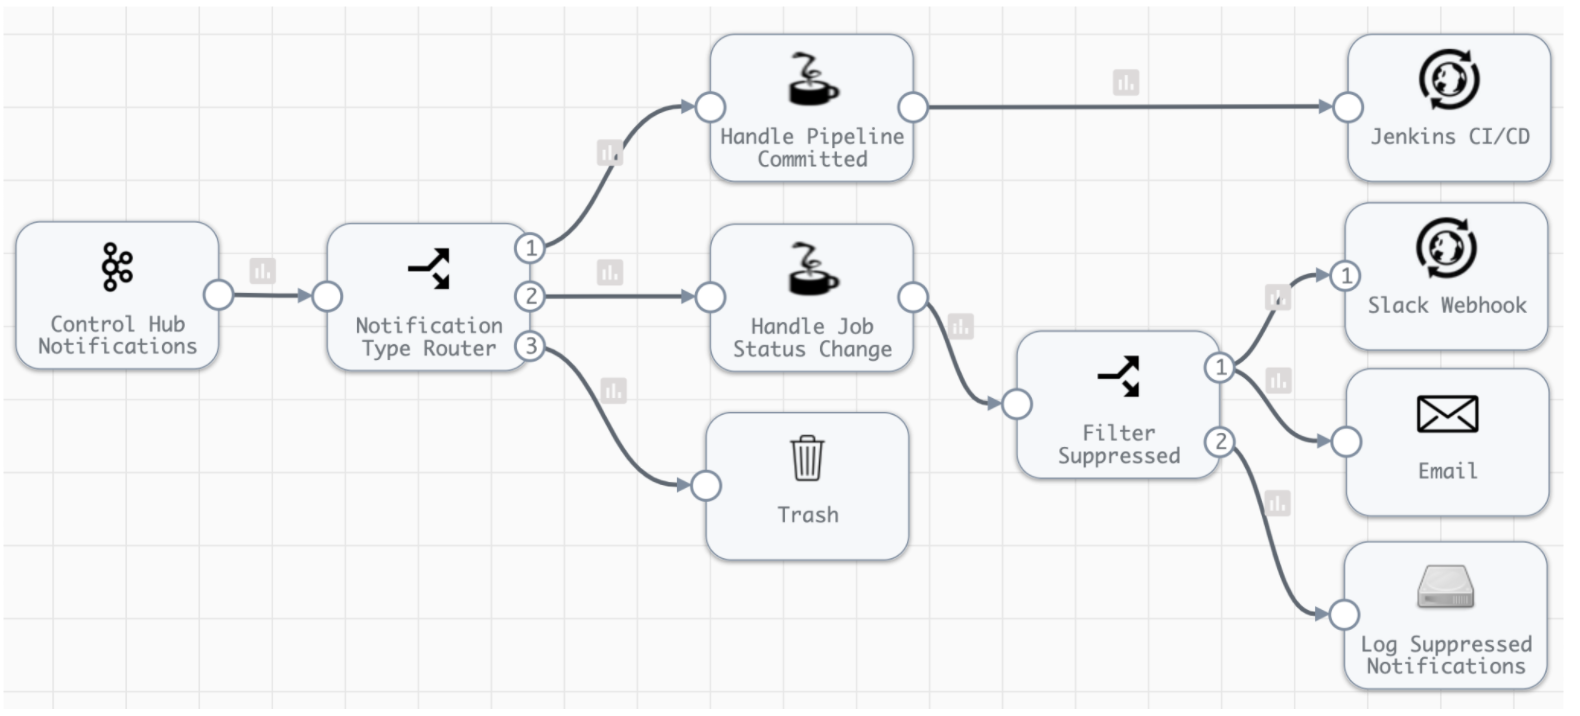 Control Hub
Notifications
Notification
Type Router
1
2
3
Handle Pipeline
Committed
Handle Job
Status Change
Trash
Filter
Suppressed
1
2
Jenkins CI/CD
1
Slack Webhook
Email
Log Suppressed
Notifications